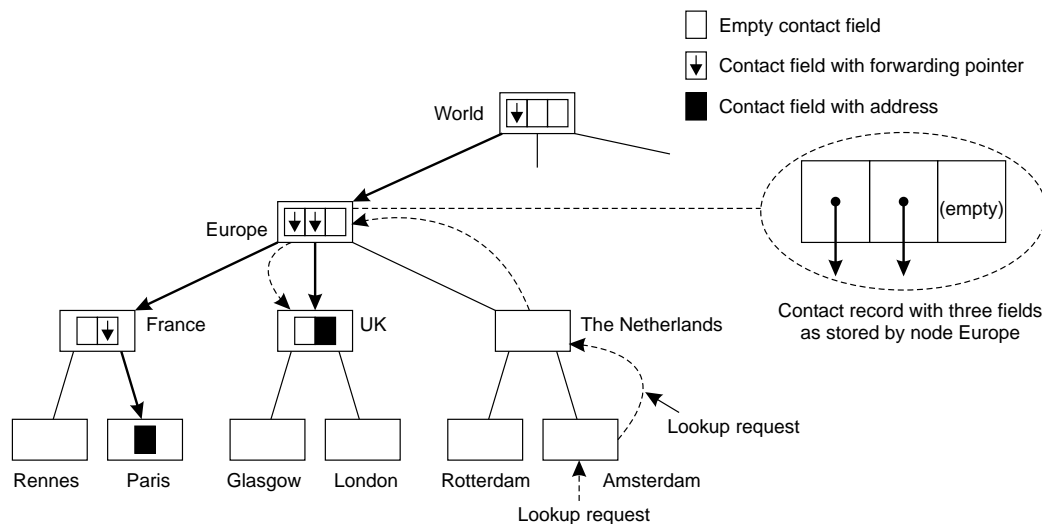 Empty contact field
Contact field with forwarding pointer
Contact field with address
World
Europe
(empty)
Contact record with three fields
as stored by node Europe
France
UK
The Netherlands
Lookup request
Rennes
Paris
Glasgow
London
Rotterdam
Amsterdam
Lookup request